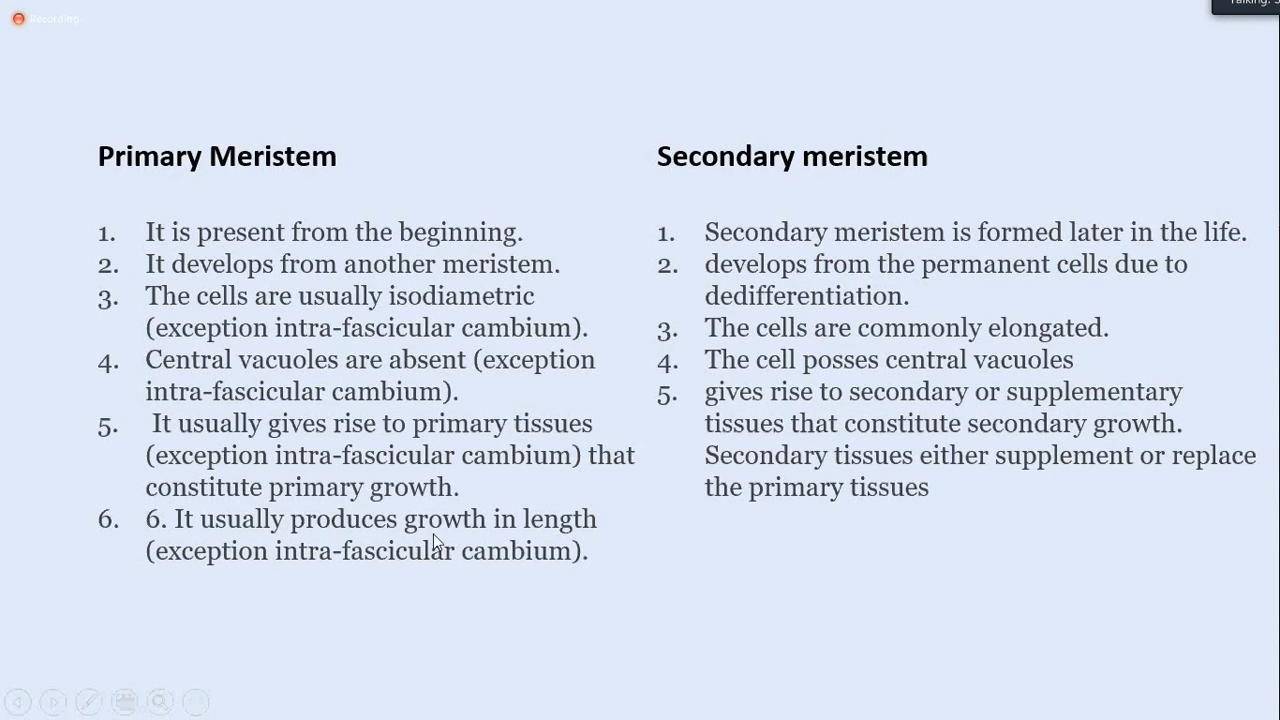 Recording
Talking: S
Primary Meristem
1. It is present from the beginning.
2. It develops from another meristem.
3. The cells are usually isodiametric
(exception intra-fascicular cambium).
4. Central vacuoles are absent (exception
intra-fascicular cambium).
5. It usually gives rise to primary tissues
(exception intra-fascicular cambium) that
constitute primary growth.
6. 6. It usually produces growth in length
(exception intra-fascicular cambium).
Secondary meristem
1. Secondary meristem is formed later in the life.
2. develops from the permanent cells due to
dedifferentiation.
3. The cells are commonly elongated.
4. The cell posses central vacuoles
5. gives rise to secondary or supplementary
tissues that constitute secondary growth.
Secondary tissues either supplement or replace
the primary tissues